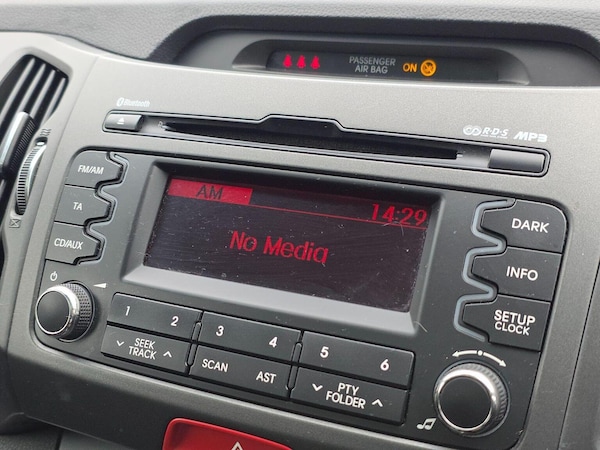 PASSENGER
AIR BAG
ON
Bluetooth
R·D·S
MP3
FM/AM
TA
CD/AUX
AM
14:29
No Media
DARK
INFO
SETUP
CLOCK
1 2 3 4 5 6
SEEK
TRACK
SCAN
AST
PTY
FOLDER